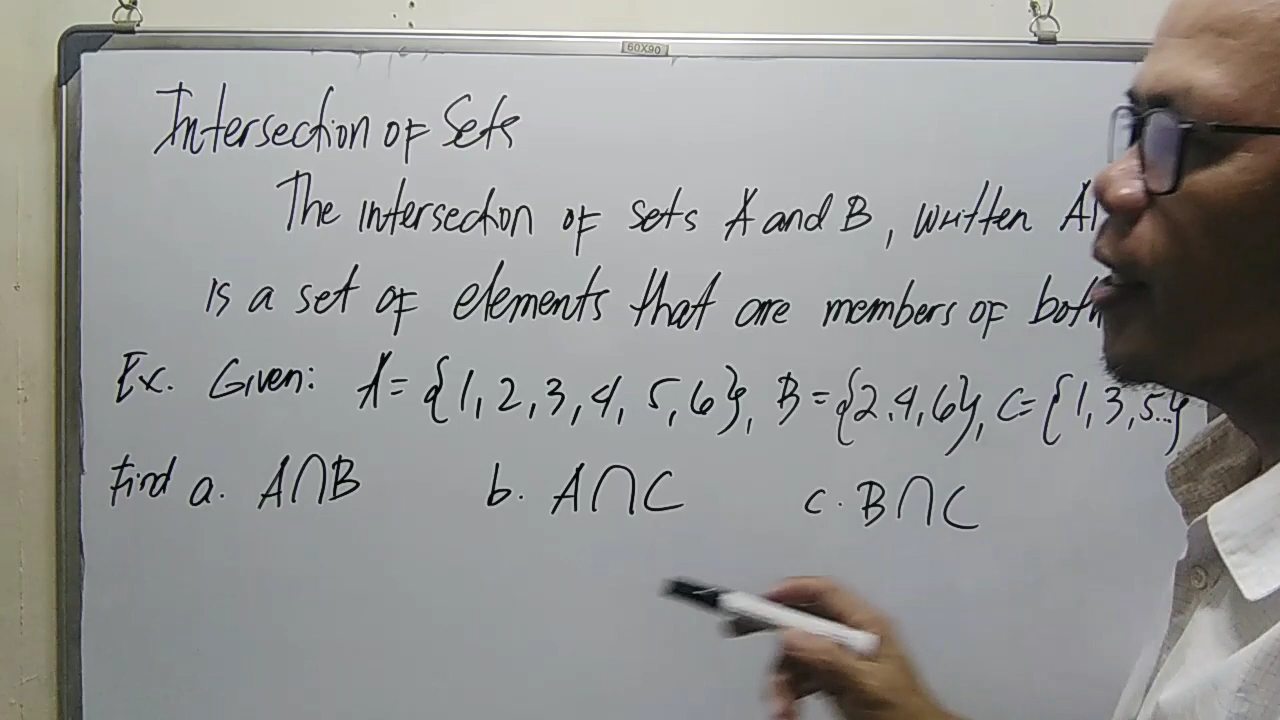 60X90
Intersection of Sets
The intersection of sets A and B, written A∩
is a set of elements that are members of both
Ex. Given: A = {1, 2, 3, 4, 5, 6}, B = {2, 4, 6}, C = {1, 3, 5...}
Find a. A∩B b. A∩C c. B∩C